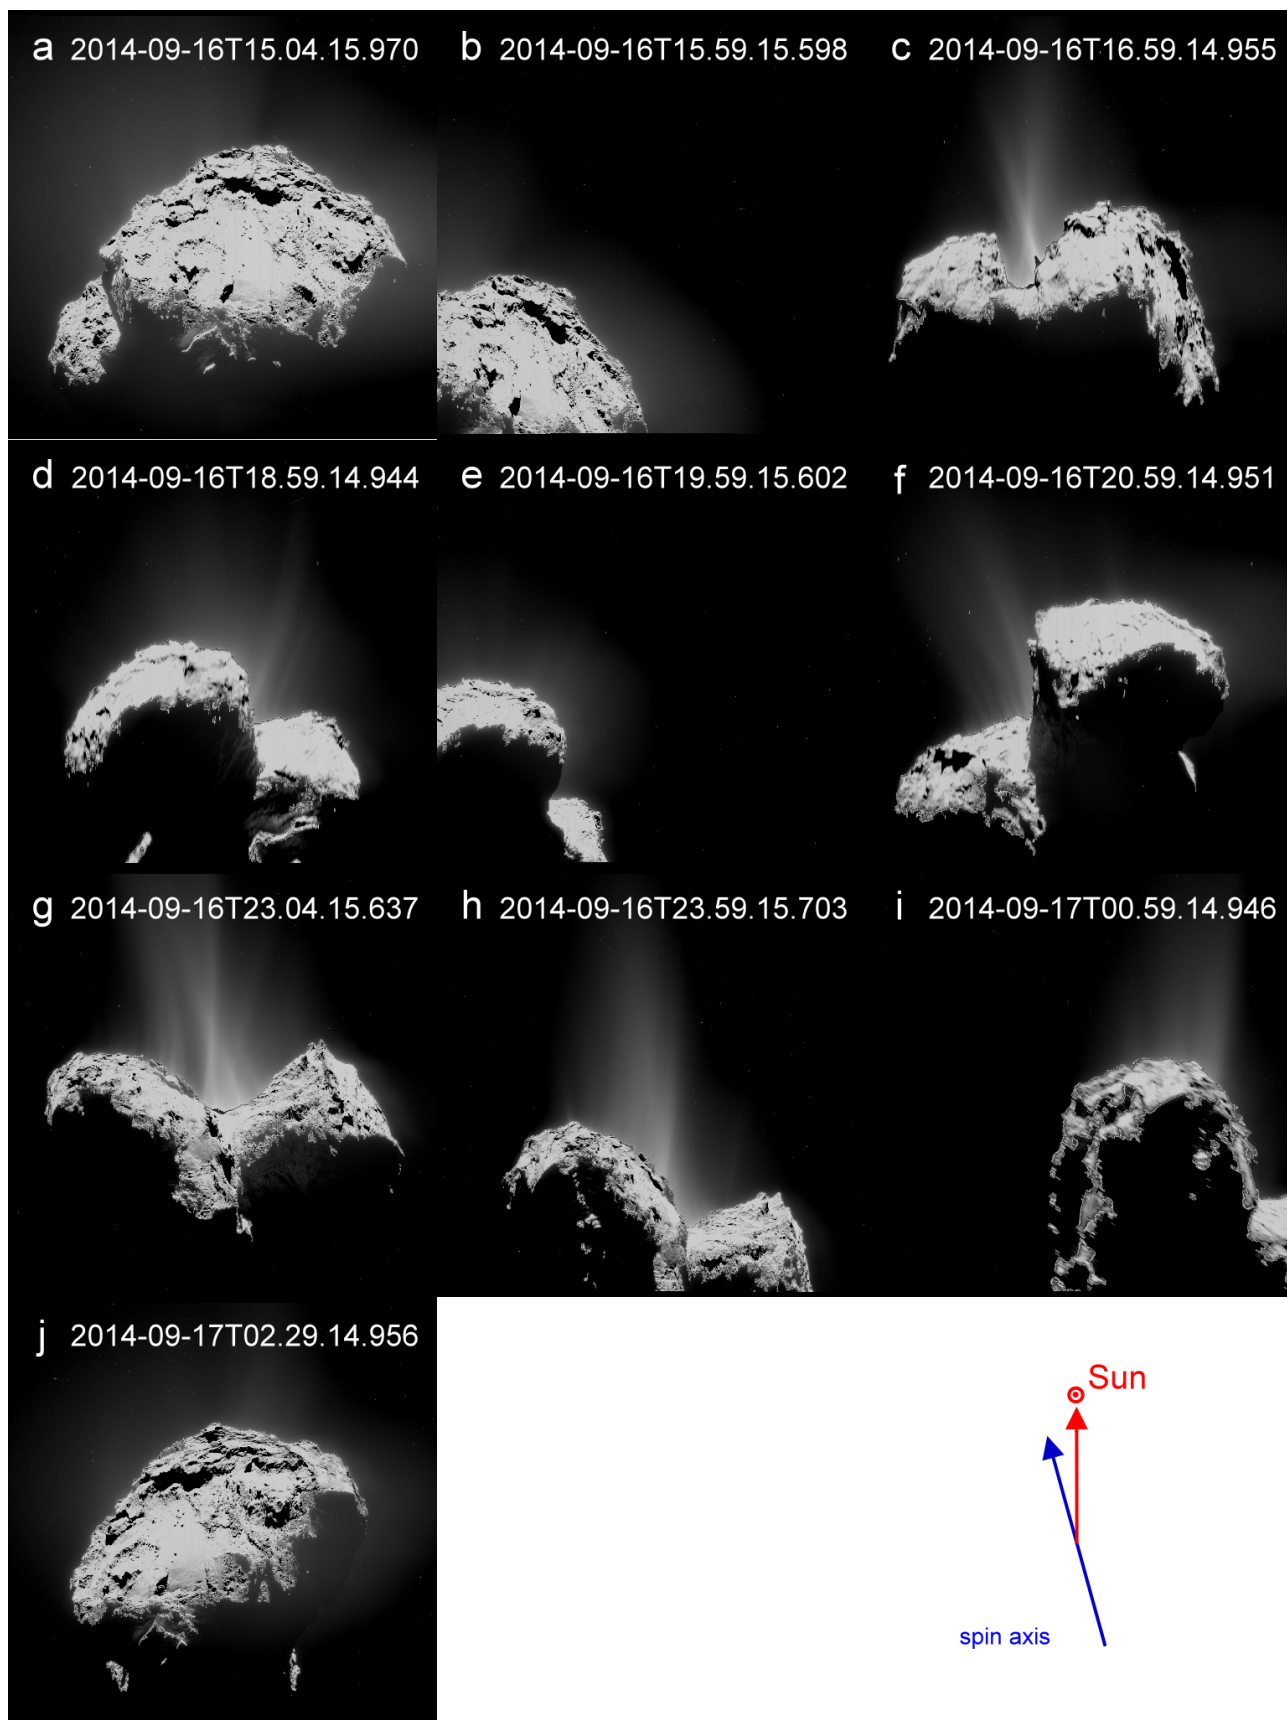 a 2014-09-16T15.04.15.970
b 2014-09-16T15.59.15.598
c 2014-09-16T16.59.14.955
d 2014-09-16T18.59.14.944
e 2014-09-16T19.59.15.602
f 2014-09-16T20.59.14.951
g 2014-09-16T23.04.15.637
h 2014-09-16T23.59.15.703
i 2014-09-17T00.59.14.946
j 2014-09-17T02.29.14.956
Sun
spin axis